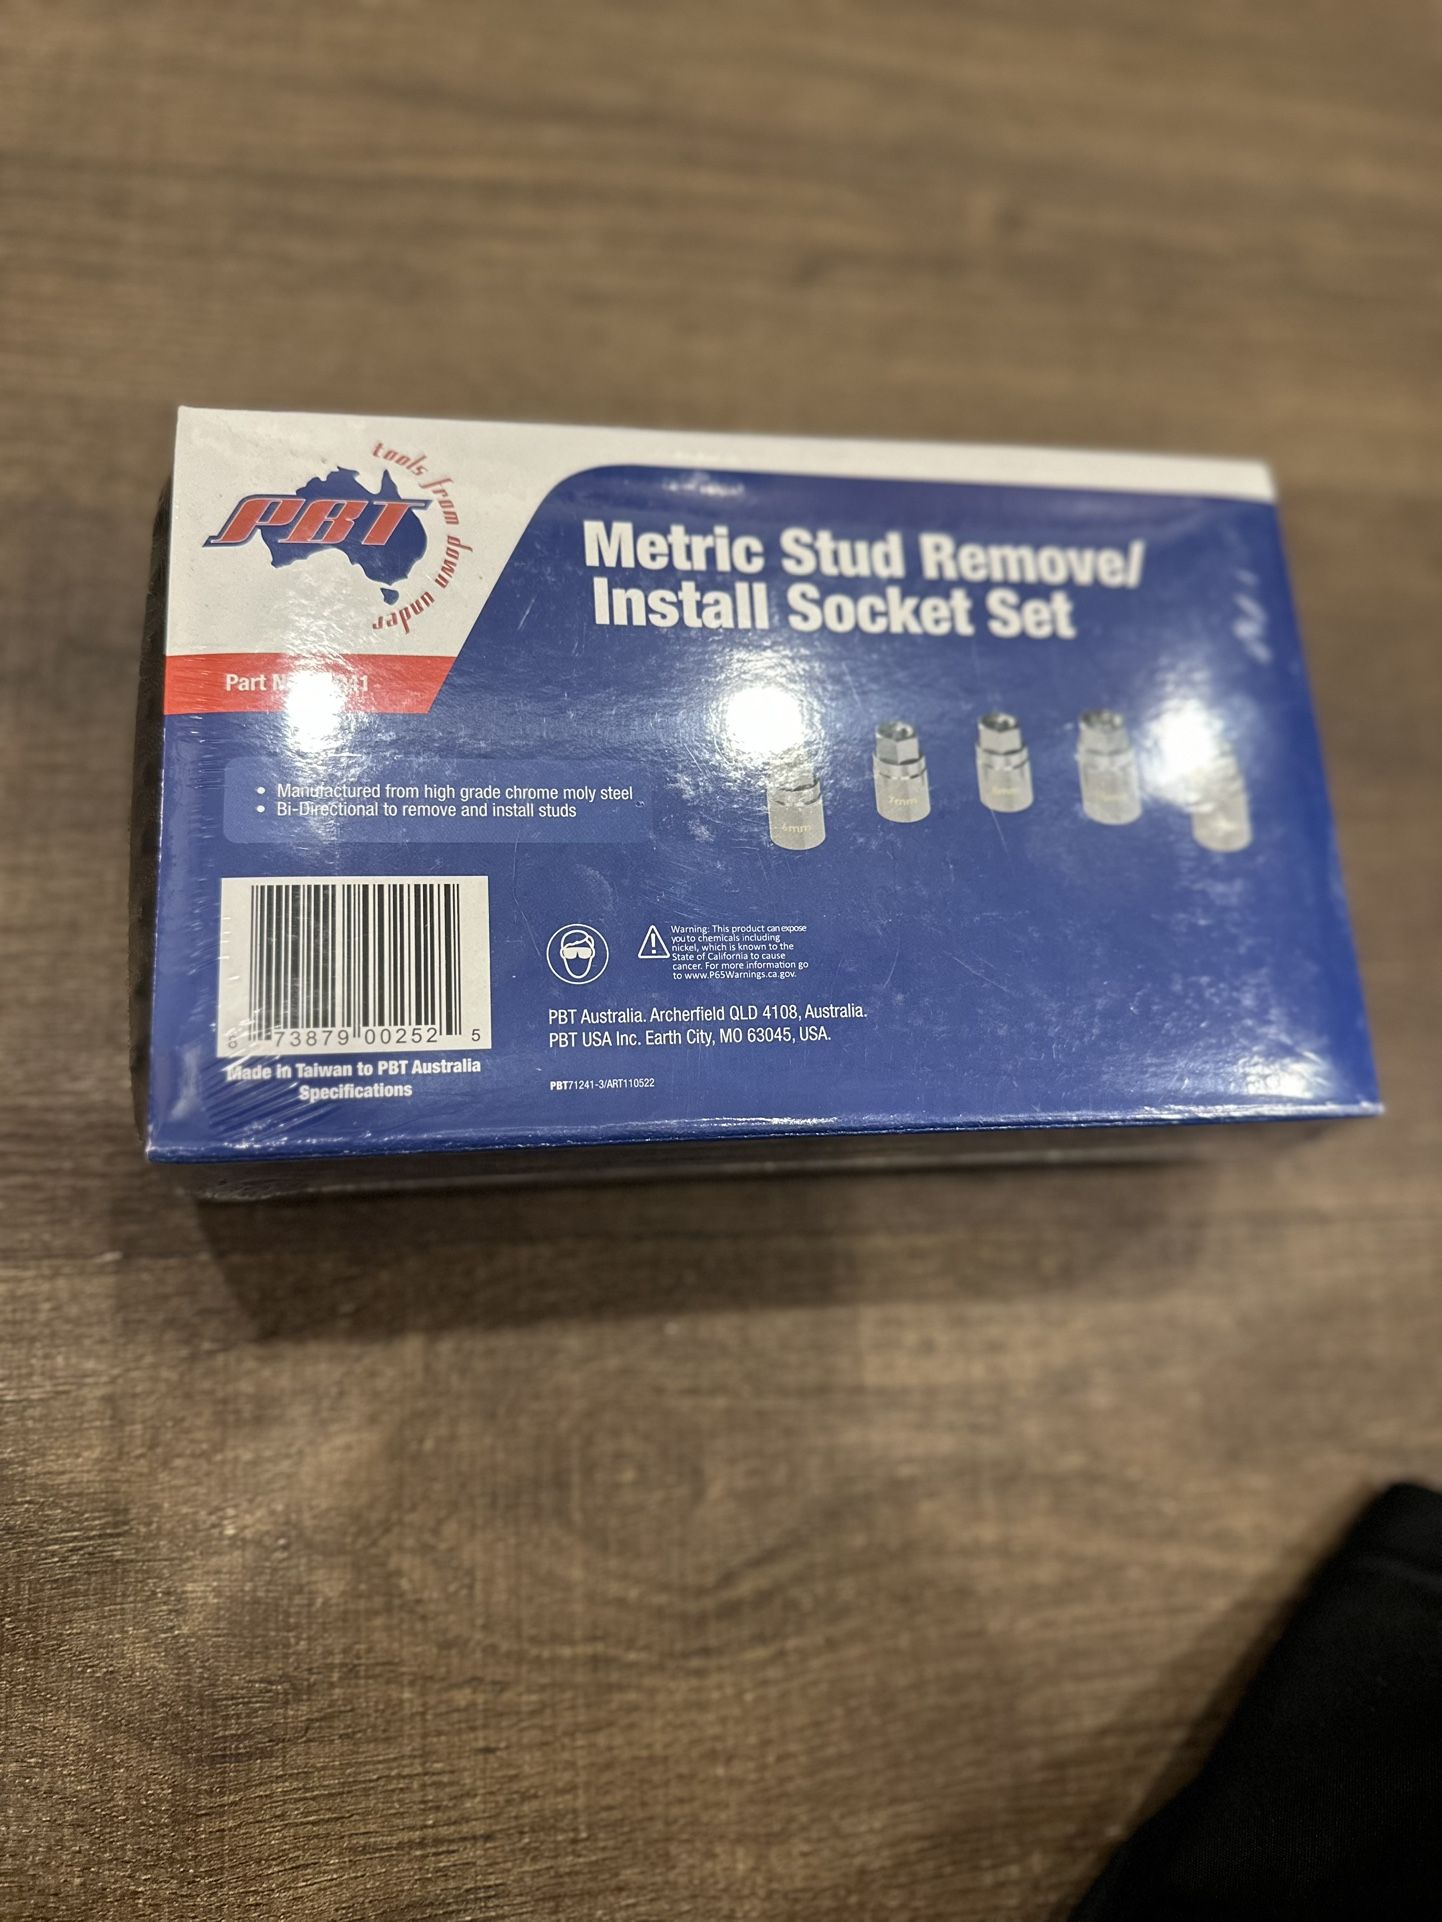 PBT
tools from down under
Metric Stud Remove/
Install Socket Set
Part
• Manufactured from high grade chrome moly steel
• Bi-Directional to remove and install studs
6mm
7mm
8mm
73879 00252 5
Made in Taiwan to PBT Australia
Specifications
Warning: This product can expose
you to chemicals including
nickel, which is known to the
State of California to cause
cancer. For more information go
to www.P65Warnings.ca.gov.
PBT Australia. Archerfield QLD 4108, Australia.
PBT USA Inc. Earth City, MO 63045, USA.
PBT71241-3/ART110522